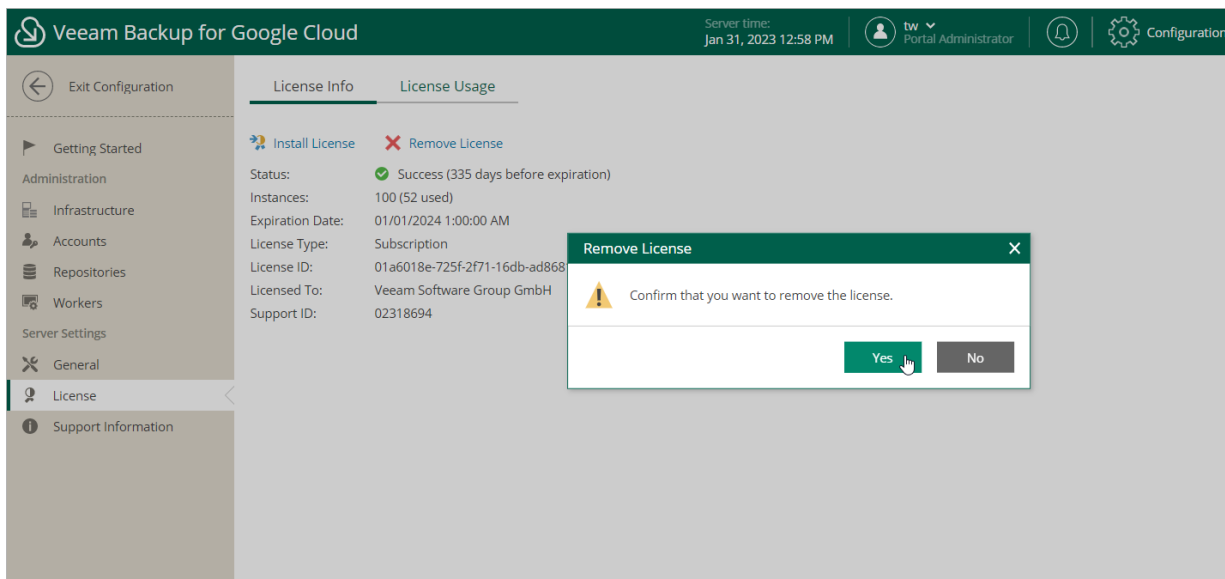 Veeam Backup for Google Cloud
Server time:
Jan 31, 2023 12:58 PM
tw
Portal Administrator
Configuration
Exit Configuration
Getting Started
Administration
Infrastructure
Accounts
Repositories
Workers
Server Settings
General
License
Support Information
License Info
License Usage
Install License
Remove License
Status: Success (335 days before expiration)
Instances: 100 (52 used)
Expiration Date: 01/01/2024 1:00:00 AM
License Type: Subscription
License ID: 01a6018e-725f-2f71-16db-ad868
Licensed To: Veeam Software Group GmbH
Support ID: 02318694
Remove License
Confirm that you want to remove the license.
Yes
No